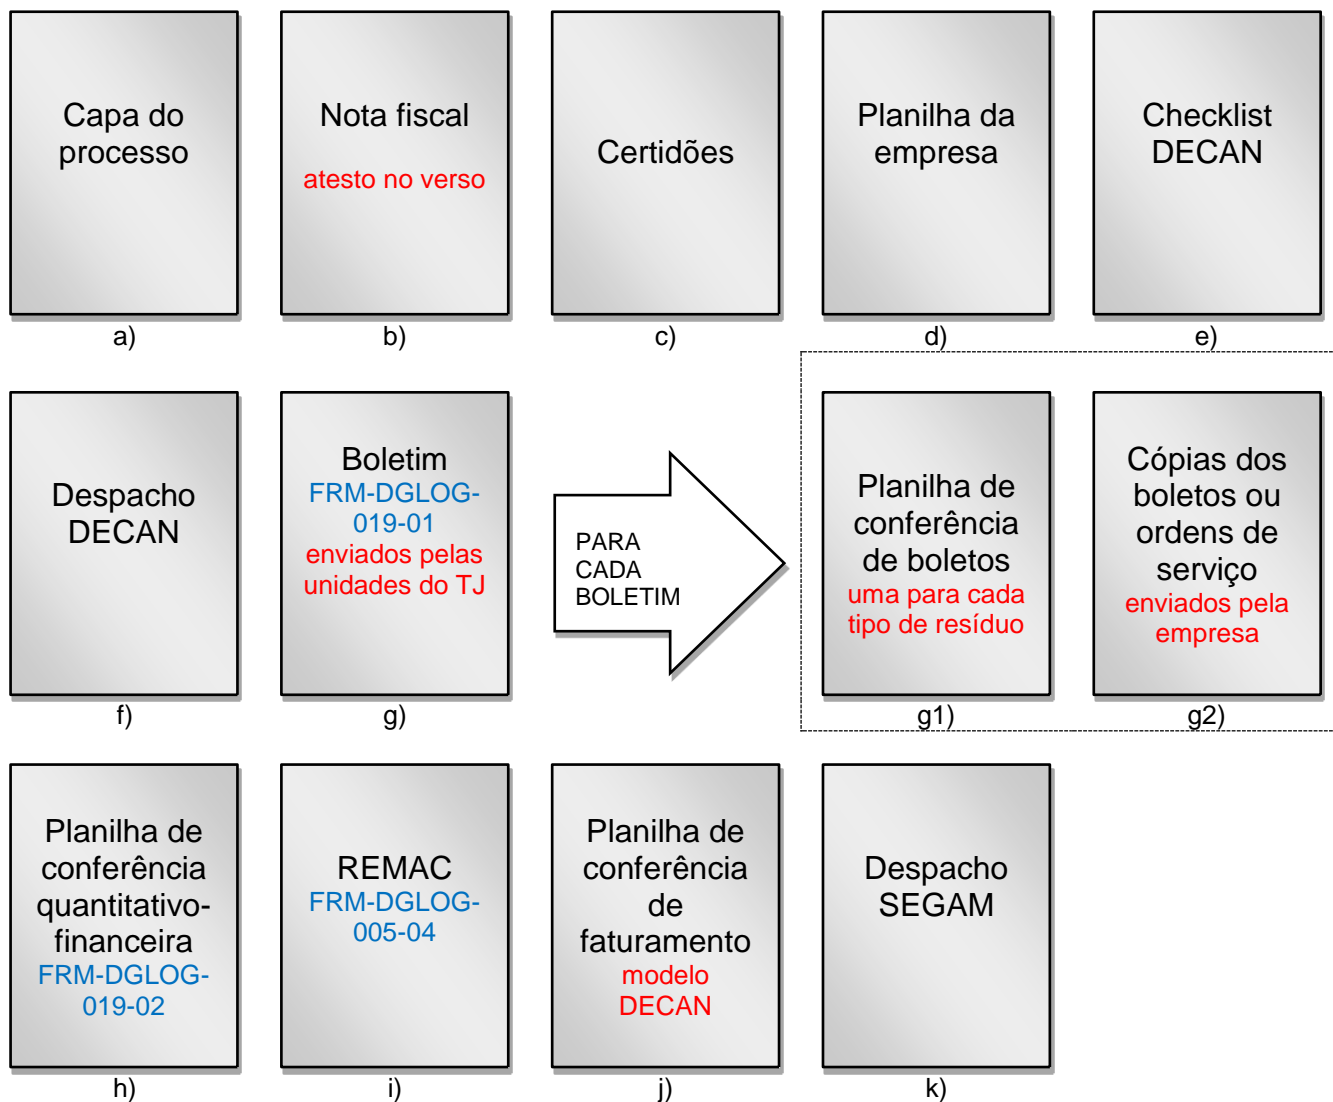 Capa do
processo
a)
Nota fiscal
atesto no verso
b)
Certidões
c)
Planilha da
empresa
d)
Checklist
DECAN
e)
Despacho
DECAN
f)
Boletim
FRM-DGLOG-
019-01
enviados pelas
unidades do TJ
g)
PARA
CADA
BOLETIM
Planilha de
conferência
de boletos
uma para cada
tipo de resíduo
g1)
Cópias dos
boletos ou
ordens de
serviço
enviados pela
empresa
g2)
Planilha de
conferência
quantitativo-
financeira
FRM-DGLOG-
019-02
h)
REMAC
FRM-DGLOG-
005-04
i)
Planilha de
conferência
de
faturamento
modelo
DECAN
j)
Despacho
SEGAM
k)